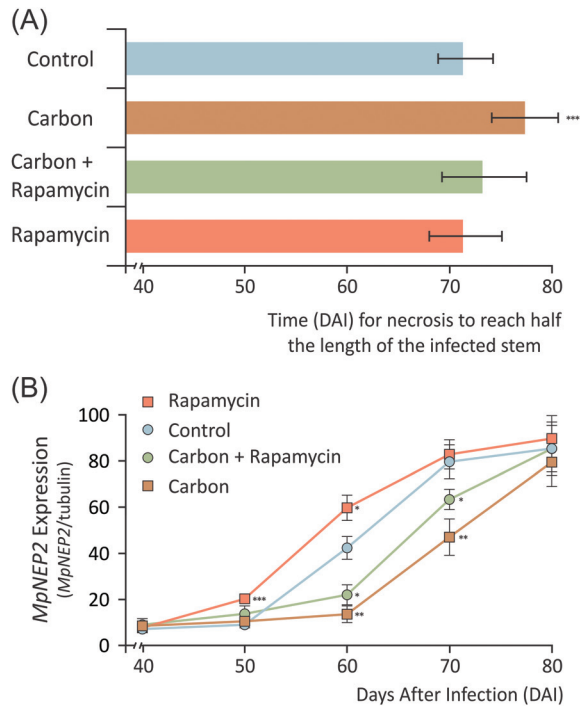 (A)
Control
Carbon
***
Carbon +
Rapamycin
Rapamycin
40 50 60 70 80
Time (DAI) for necrosis to reach half
the length of the infected stem
(B)
Rapamycin
Control
Carbon + Rapamycin
Carbon
MpNEP2 Expression
(MpNEP2/tubulin)
100
80
60
40
20
0
*
***
*
**
*
**
40 50 60 70 80
Days After Infection (DAI)